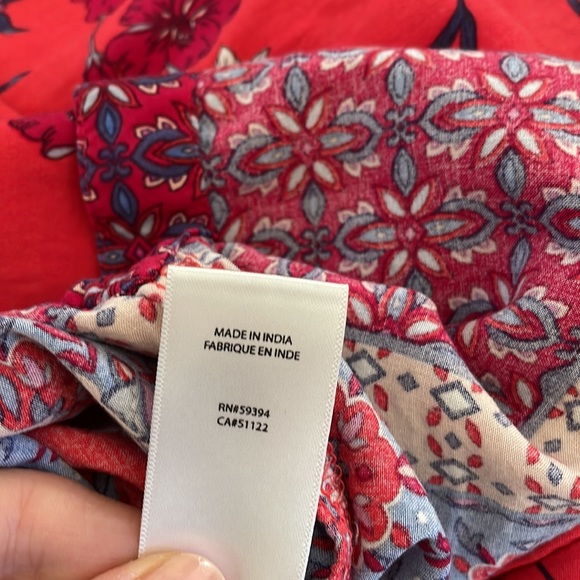 MADE IN INDIA
FABRIQUE EN INDE
RN#59394
CA#51122